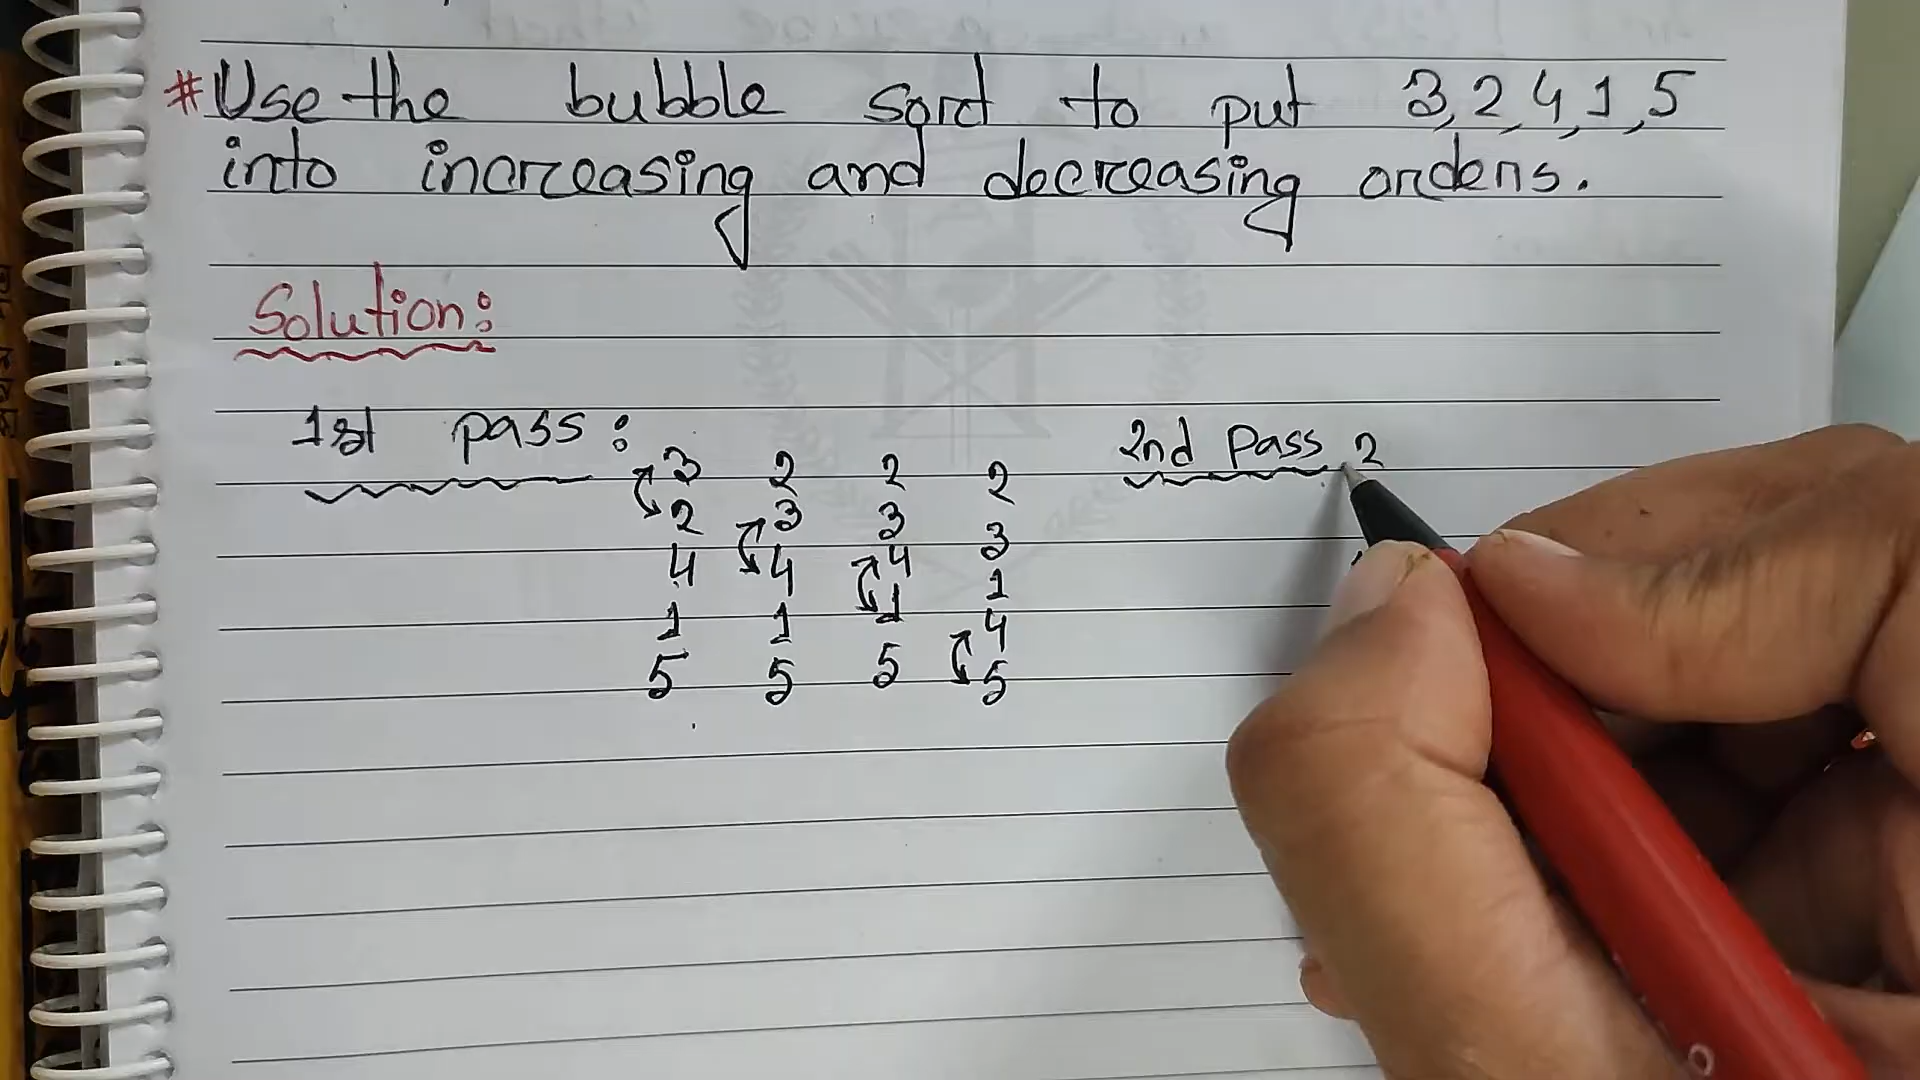 #Use the bubble sort to put 3,2,4,1,5
into increasing and decreasing orders.
Solution:
1st pass:
3 2 2 2
2 3 3 3
4 4 4 1
1 1 1 4
5 5 5 5
2nd Pass 2